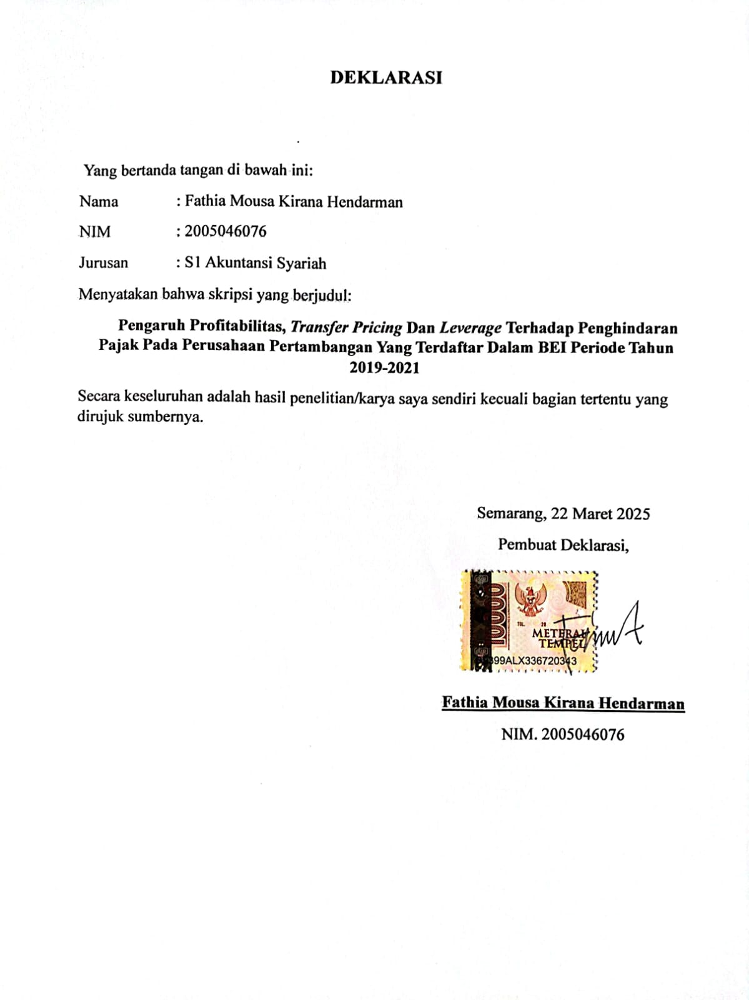 DEKLARASI
Yang bertanda tangan di bawah ini:
Nama : Fathia Mousa Kirana Hendarman
NIM : 2005046076
Jurusan : S1 Akuntansi Syariah
Menyatakan bahwa skripsi yang berjudul:
Pengaruh Profitabilitas, Transfer Pricing Dan Leverage Terhadap Penghindaran
Pajak Pada Perusahaan Pertambangan Yang Terdaftar Dalam BEI Periode Tahun
2019-2021
Secara keseluruhan adalah hasil penelitian/karya saya sendiri kecuali bagian tertentu yang
dirujuk sumbernya.
Semarang, 22 Maret 2025
Pembuat Deklarasi,
10000
TGL. 20
METERAI
TEMPEL
99ALX336720343
Fathia Mousa Kirana Hendarman
NIM. 2005046076